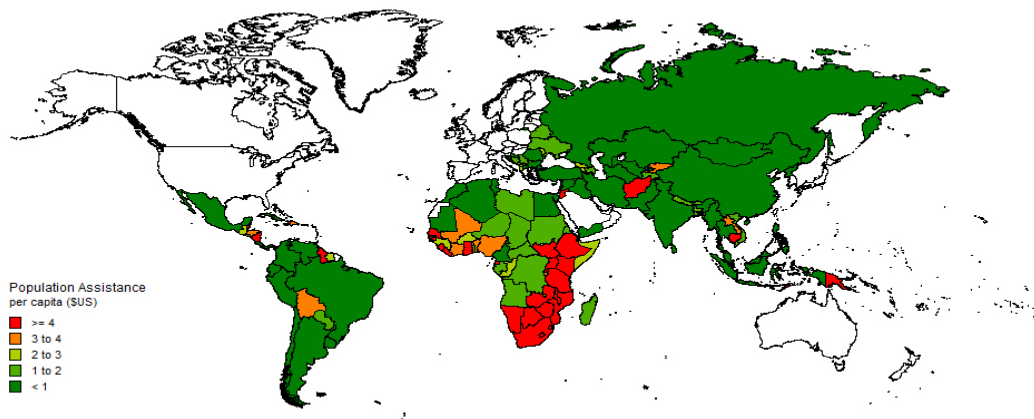 Population Assistance
per capita ($US)
>= 4
3 to 4
2 to 3
1 to 2
< 1